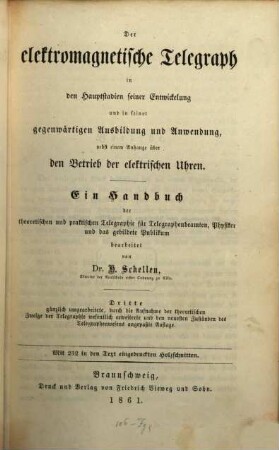 Der
elektromagnetische Telegraph
in
den Hauptstadien seiner Entwickelung
und in seiner
gegenwärtigen Ausbildung und Anwendung,
nebst einem Anhange über
den Betrieb der elektrischen Uhren.
Ein Handbuch
der
theoretischen und praktischen Telegraphie für Telegraphenbeamten, Physiker
und das gebildete Publikum
bearbeitet
von
Dr. H. Schellen,
Director der Realschule erster Ordnung zu Köln.
Dritte
gänzlich umgearbeitete, durch die Aufnahme der theoretischen
Zweige der Telegraphie wesentlich erweiterte und den neuesten Zuständen des
Telegraphenwesens angepaßte Auflage.
Mit in den Text eingedruckten Holzschnitten.
Braunschweig,
Druck und Verlag von Friedrich Vieweg und Sohn.
1861.